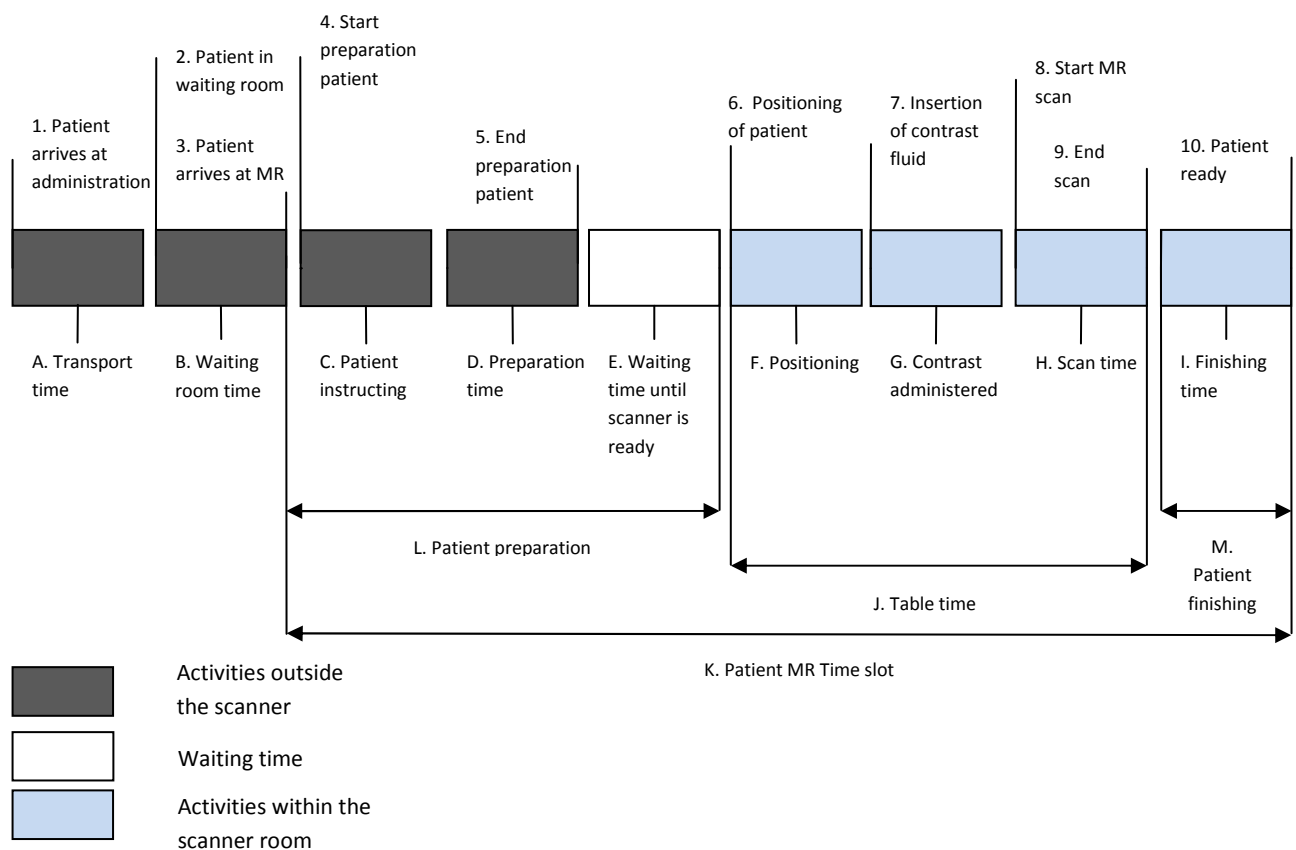 4. Start
preparation
patient
2. Patient in
waiting room
3. Patient
arrives at MR
1. Patient
arrives at
administration
5. End
preparation
patient
6. Positioning
of patient
7. Insertion
of contrast
fluid
8. Start MR
scan
9. End
scan
10. Patient
ready
A. Transport
time
B. Waiting
room time
C. Patient
instructing
D. Preparation
time
E. Waiting
time until
scanner is
ready
F. Positioning
G. Contrast
administered
H. Scan time
I. Finishing
time
L. Patient preparation
M.
Patient
finishing
J. Table time
K. Patient MR Time slot
Activities outside
the scanner
Waiting time
Activities within the
scanner room